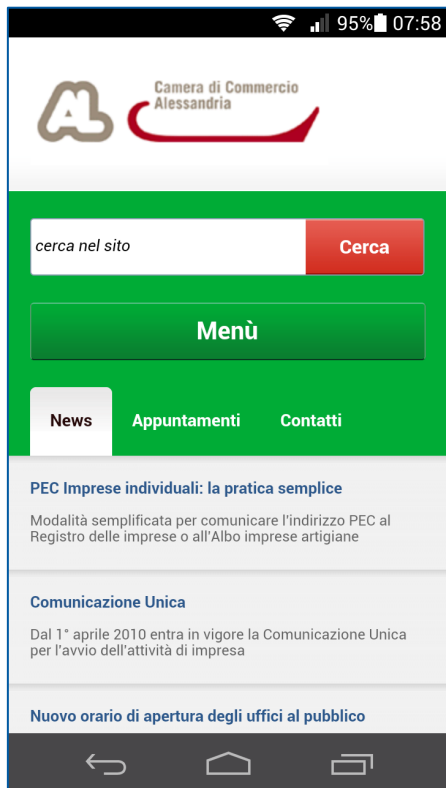 95% 07:58
Camera di Commercio
Alessandria
cerca nel sito
Cerca
Menù
News Appuntamenti Contatti
PEC Imprese individuali: la pratica semplice
Modalità semplificata per comunicare l'indirizzo PEC al
Registro delle imprese o all'Albo imprese artigiane
Comunicazione Unica
Dal 1° aprile 2010 entra in vigore la Comunicazione Unica
per l'avvio dell'attività di impresa
Nuovo orario di apertura degli uffici al pubblico